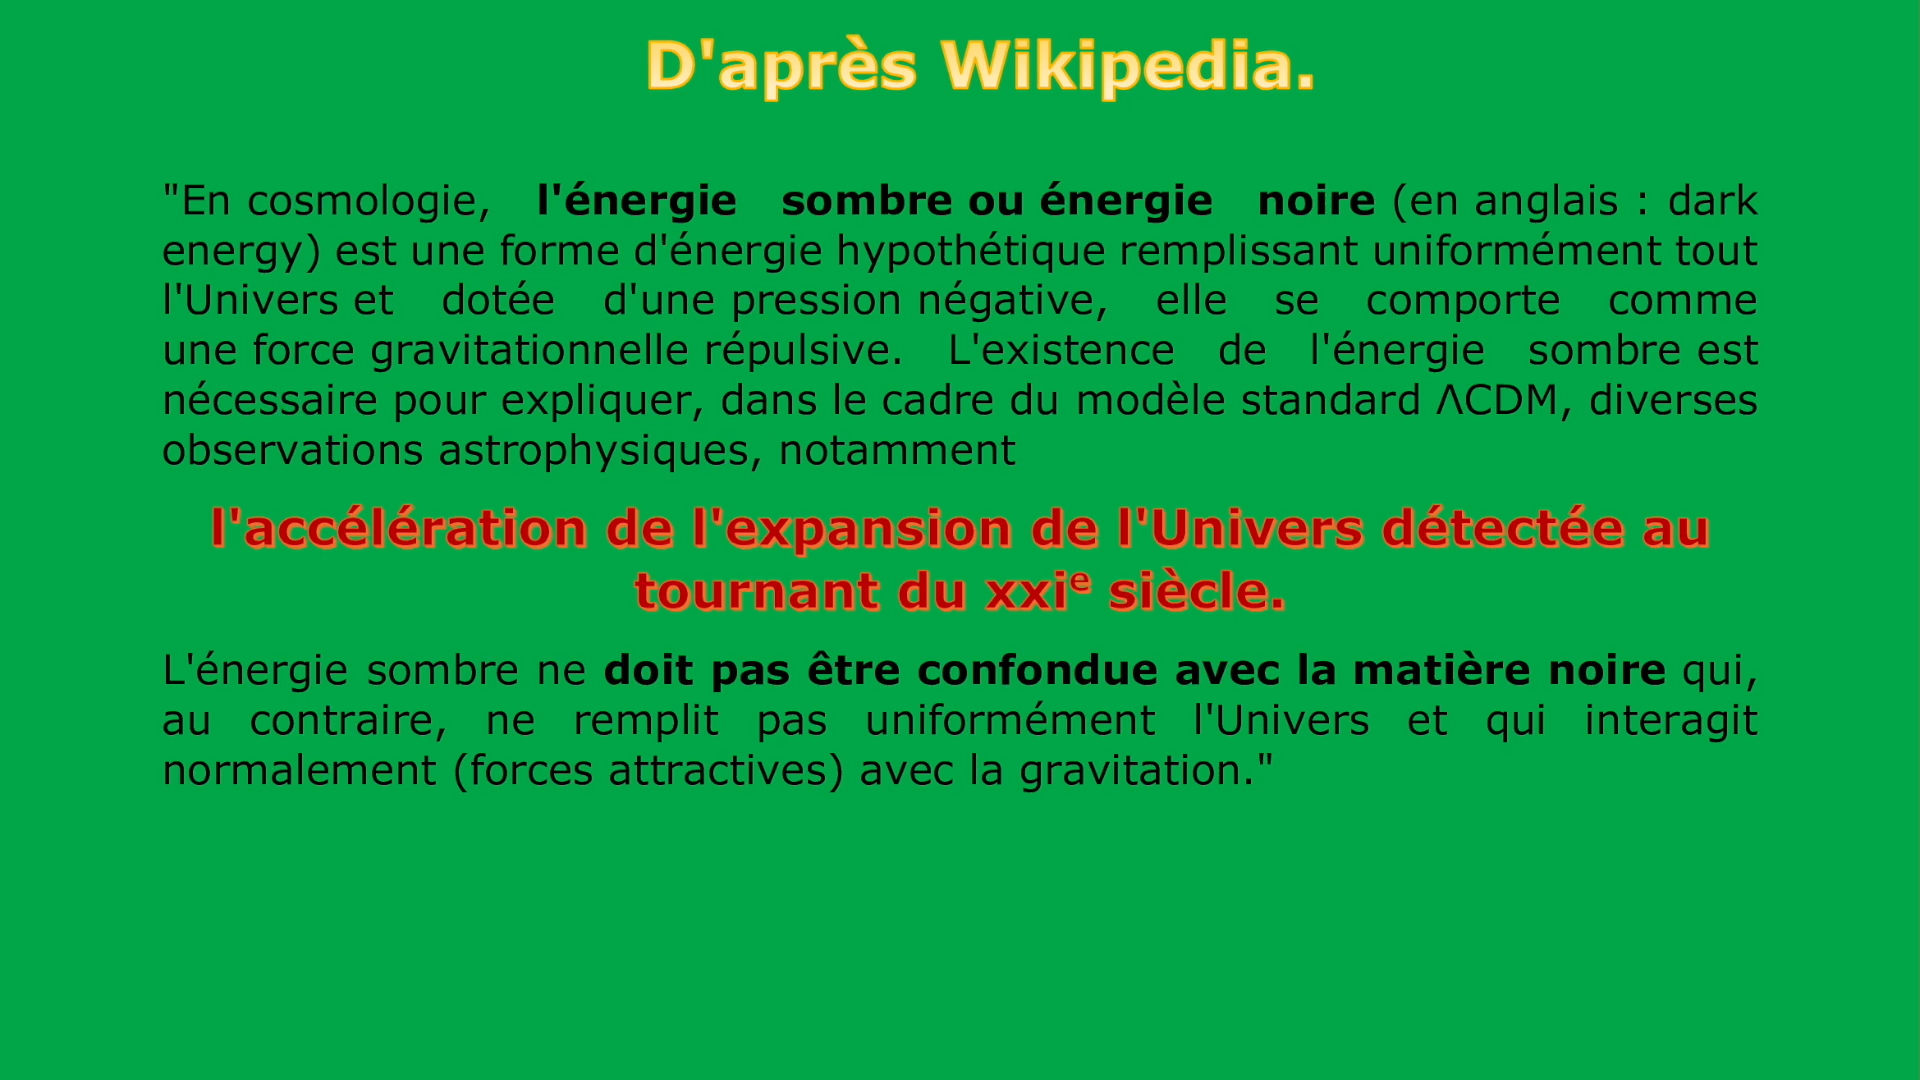 D'après Wikipedia.
"En cosmologie, l'énergie sombre ou énergie noire (en anglais : dark
energy) est une forme d'énergie hypothétique remplissant uniformément tout
l'Univers et dotée d'une pression négative, elle se comporte comme
une force gravitationnelle répulsive. L'existence de l'énergie sombre est
nécessaire pour expliquer, dans le cadre du modèle standard ΛCDM, diverses
observations astrophysiques, notamment
l'accélération de l'expansion de l'Univers détectée au
tournant du xxiᵉ siècle.
L'énergie sombre ne doit pas être confondue avec la matière noire qui,
au contraire, ne remplit pas uniformément l'Univers et qui interagit
normalement (forces attractives) avec la gravitation."